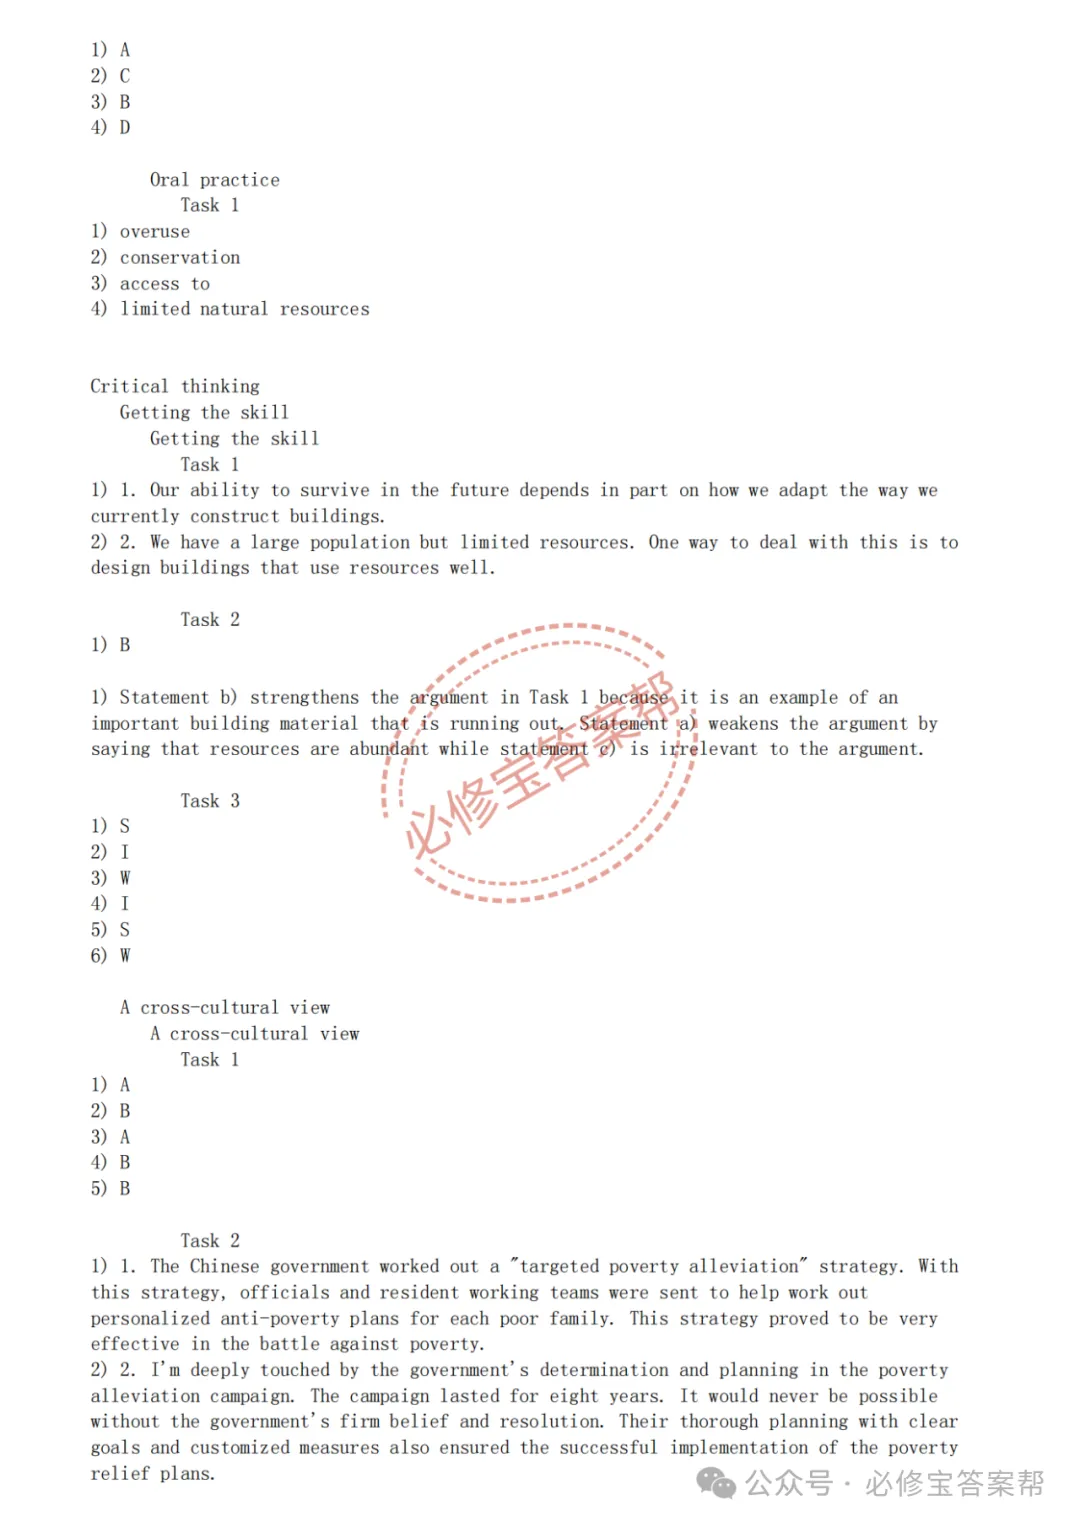 1) A
2) C
3) B
4) D
Oral practice
Task 1
1) overuse
2) conservation
3) access to
4) limited natural resources
Critical thinking
Getting the skill
Getting the skill
Task 1
1) 1. Our ability to survive in the future depends in part on how we adapt the way we
currently construct buildings.
2) 2. We have a large population but limited resources. One way to deal with this is to
design buildings that use resources well.
Task 2
1) B
1) Statement b) strengthens the argument in Task 1 because it is an example of an
important building material that is running out. Statement a) weakens the argument by
saying that resources are abundant while statement c) is irrelevant to the argument.
必修宝答案帮
Task 3
1) S
2) I
3) W
4) I
5) S
6) W
A cross-cultural view
A cross-cultural view
Task 1
1) A
2) B
3) A
4) B
5) B
Task 2
1) 1. The Chinese government worked out a "targeted poverty alleviation" strategy. With
this strategy, officials and resident working teams were sent to help work out
personalized anti-poverty plans for each poor family. This strategy proved to be very
effective in the battle against poverty.
2) 2. I'm deeply touched by the government's determination and planning in the poverty
alleviation campaign. The campaign lasted for eight years. It would never be possible
without the government's firm belief and resolution. Their thorough planning with clear
goals and customized measures also ensured the successful implementation of the poverty
relief plans.
公众号 · 必修宝答案帮